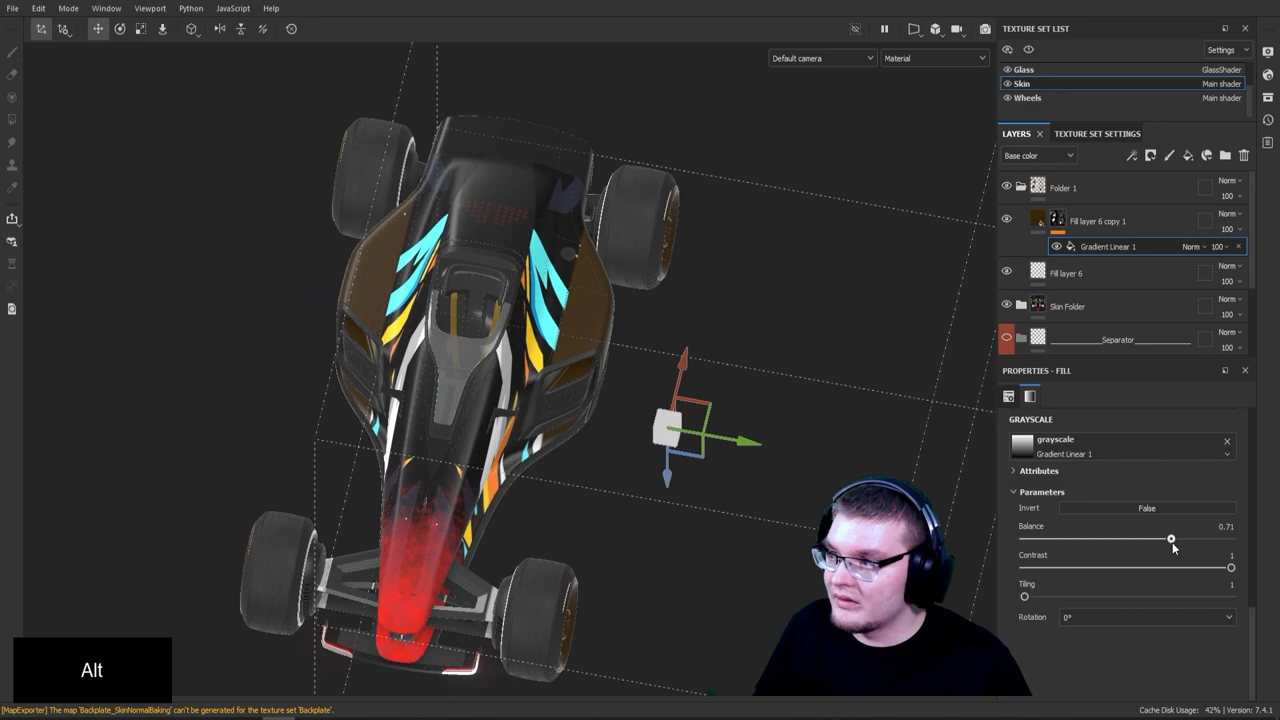 File Edit Mode Window Viewport Python JavaScript Help
Default camera
Material
TEXTURE SET LIST
Settings
Glass GlassShader
Skin Main shader
Wheels Main shader
LAYERS TEXTURE SET SETTINGS
Base color
Folder 1 Norm
100
Fill layer 6 copy 1 Norm
100
Gradient Linear 1 Norm 100
Fill layer 6 Norm
100
Skin Folder Norm
100
__________Separator__________ Norm
100
PROPERTIES - FILL
GRAYSCALE
grayscale
Gradient Linear 1
Attributes
Parameters
Invert False
Balance 0.71
Contrast 1
Tiling 1
Rotation 0°
Alt
[MapExporter] The map 'Backplate_SkinNormalBaking' can't be generated for the texture set 'Backplate'.
Cache Disk Usage: 42% | Version: 7.4.1